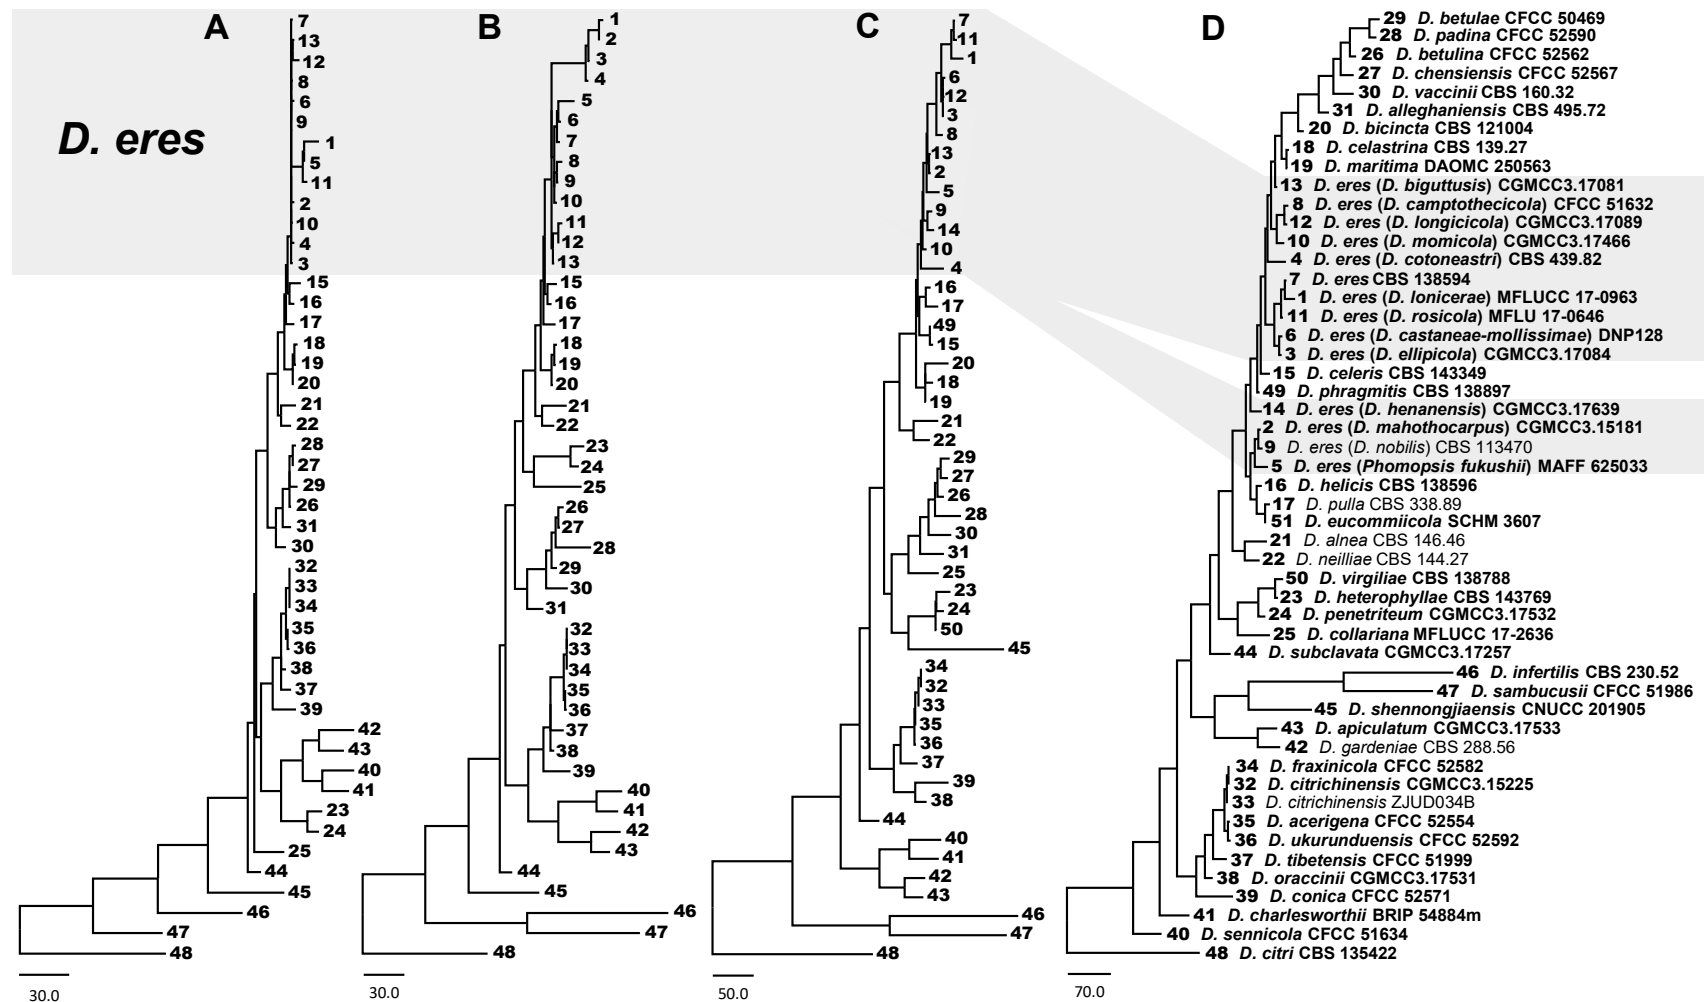 A
7
13
12
8
6
9
1
5
11
2
10
4
3
15
16
17
18
19
20
21
22
28
27
29
26
31
30
32
33
34
35
36
38
37
39
42
43
40
41
23
24
25
44
45
46
47
48
30.0
D. eres
B
1
2
3
4
5
6
7
8
9
10
11
12
13
15
16
17
18
19
20
21
22
23
24
25
26
27
28
29
30
31
32
33
34
35
36
37
38
39
40
41
42
43
44
45
46
47
48
30.0
C
7
11
1
6
12
3
8
13
2
5
9
14
10
4
16
17
49
15
20
18
19
21
22
29
27
26
28
30
31
25
23
24
50
45
34
32
33
35
36
37
39
38
44
40
41
42
43
46
47
48
50.0
D
29 D. betulae CFCC 50469
28 D. padina CFCC 52590
26 D. betulina CFCC 52562
27 D. chensiensis CFCC 52567
30 D. vaccinii CBS 160.32
31 D. alleghaniensis CBS 495.72
20 D. bicincta CBS 121004
18 D. celastrina CBS 139.27
19 D. maritima DAOMC 250563
13 D. eres (D. biguttusis) CGMCC3.17081
8 D. eres (D. camptothecicola) CFCC 51632
12 D. eres (D. longicicola) CGMCC3.17089
10 D. eres (D. momicola) CGMCC3.17466
4 D. eres (D. cotoneastri) CBS 439.82
7 D. eres CBS 138594
1 D. eres (D. lonicerae) MFLUCC 17-0963
11 D. eres (D. rosicola) MFLU 17-0646
6 D. eres (D. castaneae-mollissimae) DNP128
3 D. eres (D. ellipicola) CGMCC3.17084
15 D. celeris CBS 143349
49 D. phragmitis CBS 138897
14 D. eres (D. henanensis) CGMCC3.17639
2 D. eres (D. mahothocarpus) CGMCC3.15181
9 D. eres (D. nobilis) CBS 113470
5 D. eres (Phomopsis fukushii) MAFF 625033
16 D. helicis CBS 138596
17 D. pulla CBS 338.89
51 D. eucommiicola SCHM 3607
21 D. alnea CBS 146.46
22 D. neilliae CBS 144.27
50 D. virgiliae CBS 138788
23 D. heterophyllae CBS 143769
24 D. penetriteum CGMCC3.17532
25 D. collariana MFLUCC 17-2636
44 D. subclavata CGMCC3.17257
46 D. infertilis CBS 230.52
47 D. sambucusii CFCC 51986
45 D. shennongjiaensis CNUCC 201905
43 D. apiculatum CGMCC3.17533
42 D. gardeniae CBS 288.56
34 D. fraxinicola CFCC 52582
32 D. citrichinensis CGMCC3.15225
33 D. citrichinensis ZJUD034B
35 D. acerigena CFCC 52554
36 D. ukurunduensis CFCC 52592
37 D. tibetensis CFCC 51999
38 D. oraccinii CGMCC3.17531
39 D. conica CFCC 52571
41 D. charlesworthii BRIP 54884m
40 D. sennicola CFCC 51634
48 D. citri CBS 135422
70.0